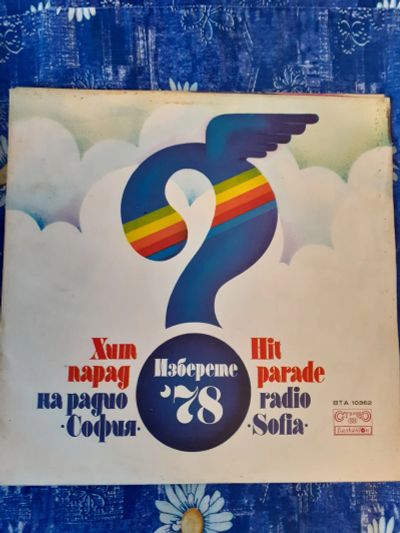 Хит
парад
на радио
·София·
Изберете
'78
Hit
parade
radio
·Sofia·
ВТА 10362
СТЕРЕО
Балкантон